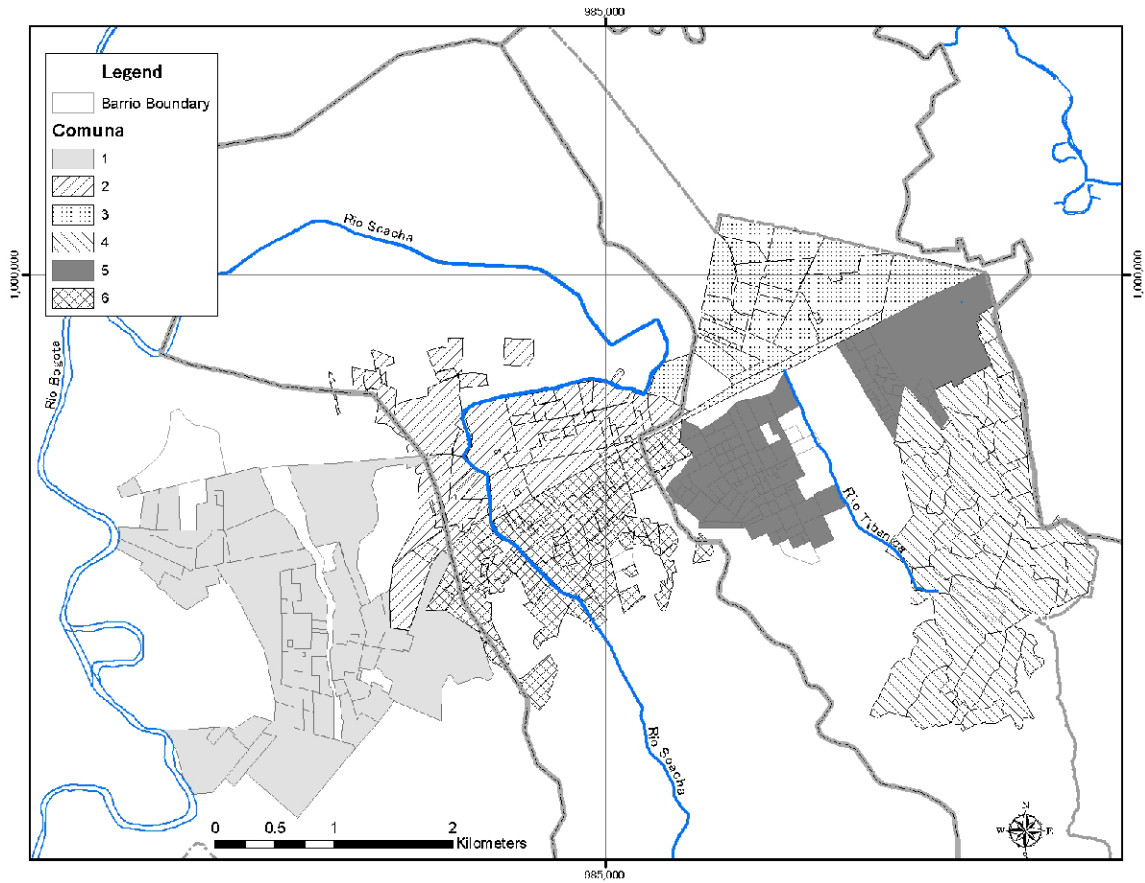 985,000
Legend
Barrio Boundary
Comuna
1
2
3
4
5
6
Rio Scacha
1,000,000
1,000,000
Rio Bogota
Rio Tibanica
Rio Soacha
0 0.5 1 2
Kilometers
N
W E
S
985,000